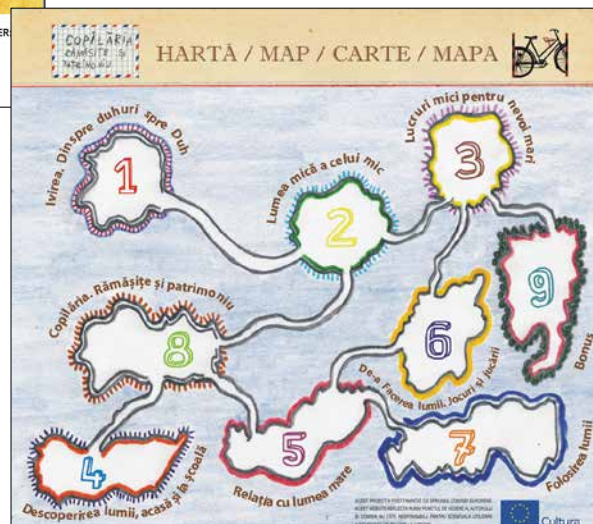 ER:
COPILĂRIA
RĂMĂȘIȚE ȘI
PATRIMONIU
HARTĂ / MAP / CARTE / MAPA
Ivirea. Dinspre duhuri spre Duh
1
Lumea mică a celui mic
2
Lucruri mici pentru nevoi mari
3
Copilăria. Rămășițe și patrimoniu
8
De-a Facerea lumii. Jocuri și jucării
6
9
Bonus
4
Descoperirea lumii, acasă și la școală
5
Relația cu lumea mare
7
Folosirea lumii
Cultura